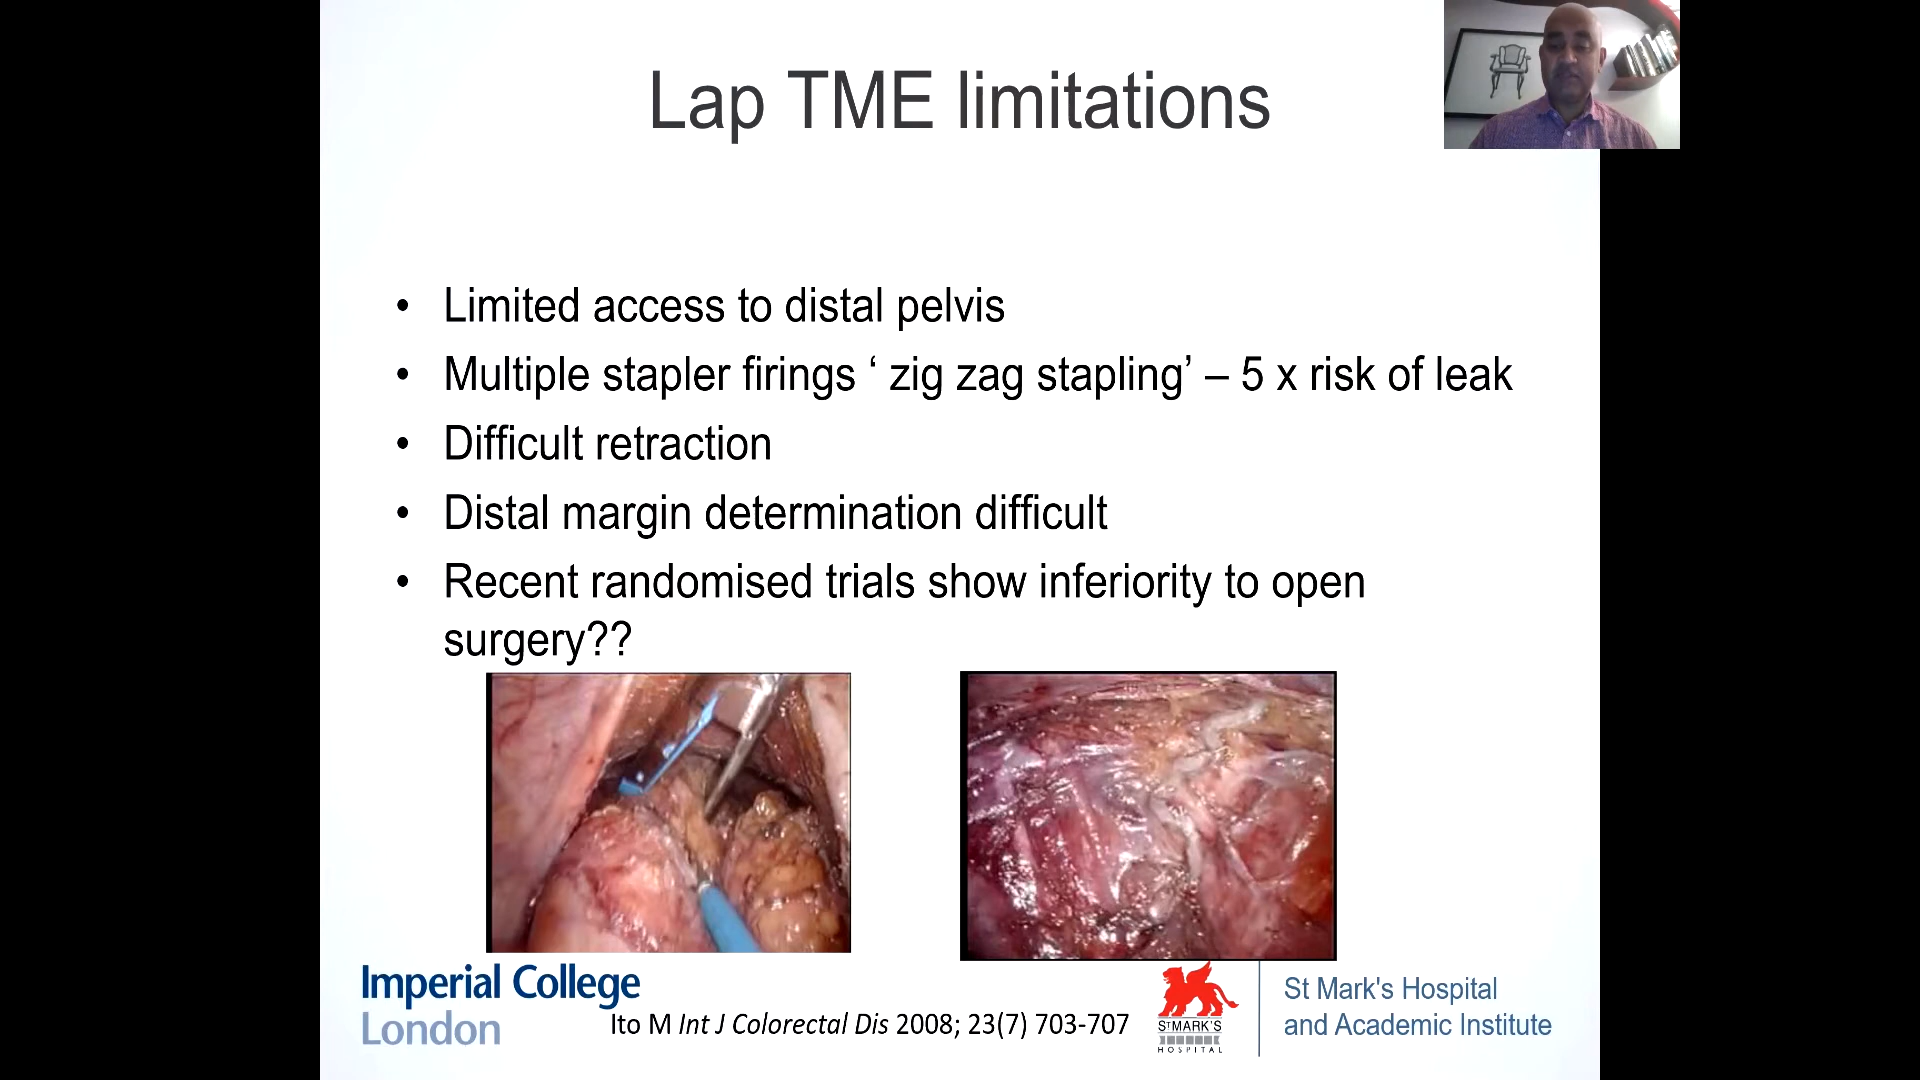 Lap TME limitations
• Limited access to distal pelvis
• Multiple stapler firings ‘ zig zag stapling’ – 5 x risk of leak
• Difficult retraction
• Distal margin determination difficult
• Recent randomised trials show inferiority to open
surgery??
Imperial College
London
Ito M Int J Colorectal Dis 2008; 23(7) 703-707
ST MARK'S
HOSPITAL
St Mark's Hospital
and Academic Institute